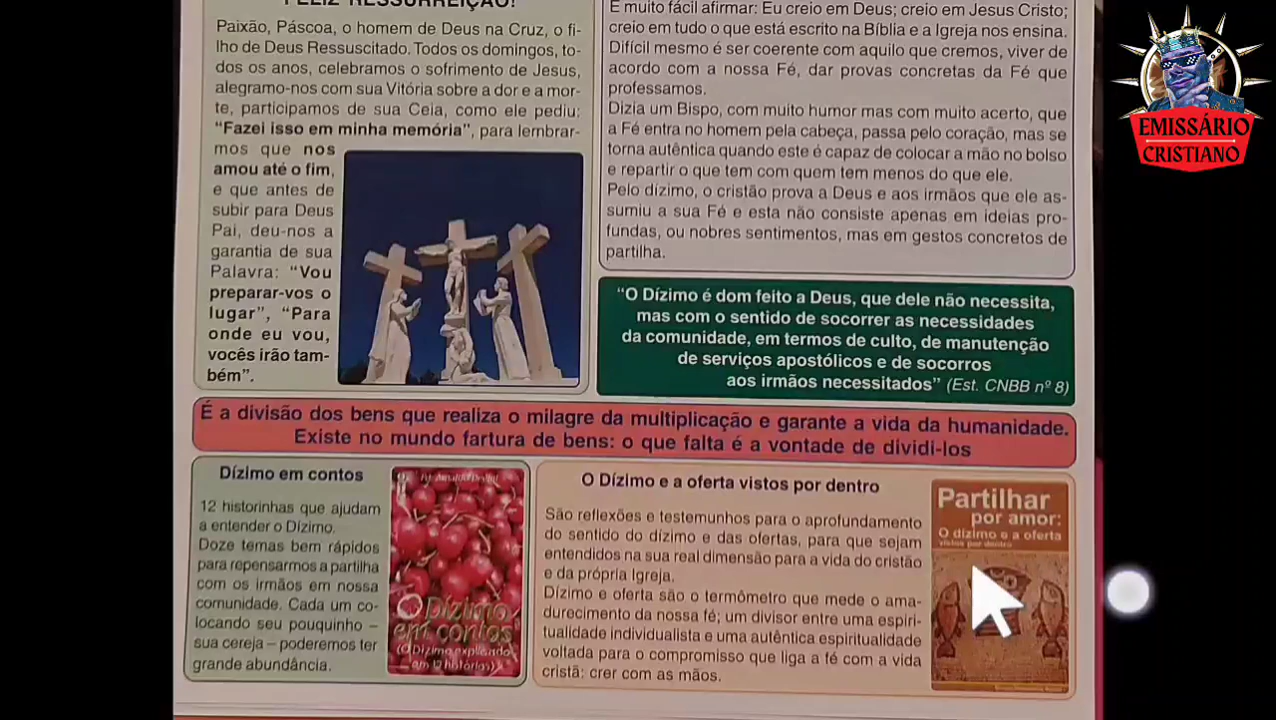 FELIZ RESSURREIÇÃO!
Paixão, Páscoa, o homem de Deus na Cruz, o fi-
lho de Deus Ressuscitado. Todos os domingos, to-
dos os anos, celebramos o sofrimento de Jesus,
alegramo-nos com sua Vitória sobre a dor e a mor-
te, participamos de sua Ceia, como ele pediu:
“Fazei isso em minha memória”, para lembrar-
mos que nos
amou até o fim,
e que antes de
subir para Deus
Pai, deu-nos a
garantia de sua
Palavra: “Vou
preparar-vos o
lugar”, “Para
onde eu vou,
vocês irão tam-
bém”.
É muito fácil afirmar: Eu creio em Deus; creio em Jesus Cristo;
creio em tudo o que está escrito na Bíblia e a Igreja nos ensina.
Difícil mesmo é ser coerente com aquilo que cremos, viver de
acordo com a nossa Fé, dar provas concretas da Fé que
professamos.
Dizia um Bispo, com muito humor mas com muito acerto, que
a Fé entra no homem pela cabeça, passa pelo coração, mas se
torna autêntica quando este é capaz de colocar a mão no bolso
e repartir o que tem com quem tem menos do que ele.
Pelo dízimo, o cristão prova a Deus e aos irmãos que ele as-
sumiu a sua Fé e esta não consiste apenas em ideias pro-
fundas, ou nobres sentimentos, mas em gestos concretos de
partilha.
“O Dízimo é dom feito a Deus, que dele não necessita,
mas com o sentido de socorrer as necessidades
da comunidade, em termos de culto, de manutenção
de serviços apostólicos e de socorros
aos irmãos necessitados” (Est. CNBB nº 8)
É a divisão dos bens que realiza o milagre da multiplicação e garante a vida da humanidade.
Existe no mundo fartura de bens: o que falta é a vontade de dividi-los
Dízimo em contos
12 historinhas que ajudam
a entender o Dízimo.
Doze temas bem rápidos
para repensarmos a partilha
com os irmãos em nossa
comunidade. Cada um co-
locando seu pouquinho –
sua cereja – poderemos ter
grande abundância.
O Dízimo
em contos
(O Dízimo explicado
em 12 histórias)
O Dízimo e a oferta vistos por dentro
São reflexões e testemunhos para o aprofundamento
do sentido do dízimo e das ofertas, para que sejam
entendidos na sua real dimensão para a vida do cristão
e da própria Igreja.
Dízimo e oferta são o termômetro que mede o ama-
durecimento da nossa fé; um divisor entre uma espiri-
tualidade individualista e uma autêntica espiritualidade
voltada para o compromisso que liga a fé com a vida
cristã: crer com as mãos.
Partilhar
por amor:
O dízimo e a oferta
vistos por dentro
EMISSÁRIO
CRISTIANO